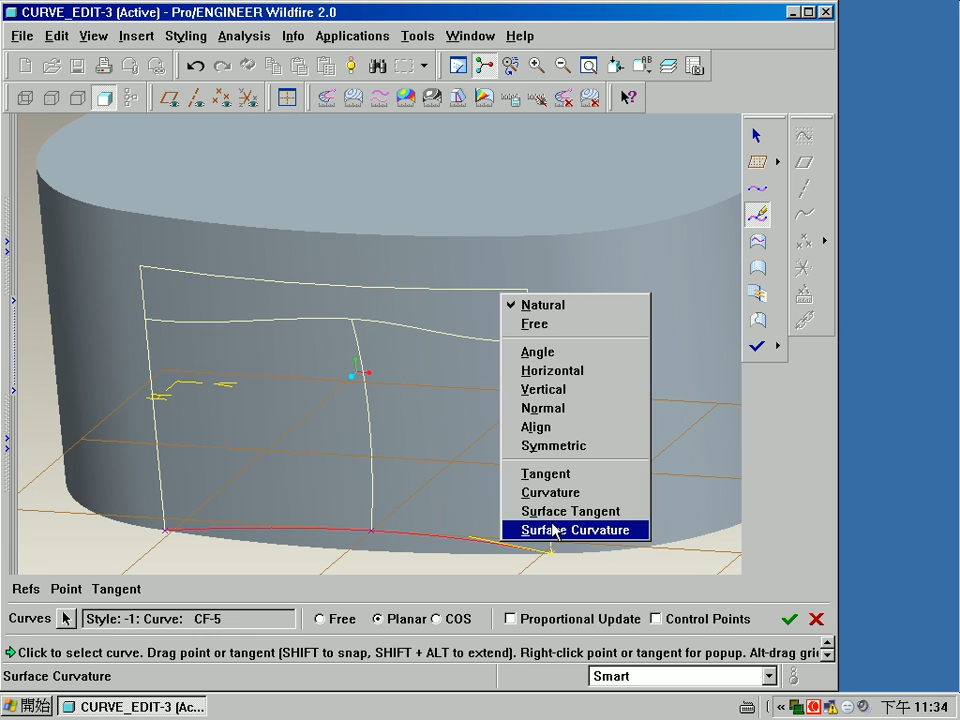 CURVE_EDIT-3 (Active) - Pro/ENGINEER Wildfire 2.0
File Edit View Insert Styling Analysis Info Applications Tools Window Help
Natural
Free
Angle
Horizontal
Vertical
Normal
Align
Symmetric
Tangent
Curvature
Surface Tangent
Surface Curvature
Refs Point Tangent
Curves Style: -1: Curve: CF-5 Free Planar COS Proportional Update Control Points
Click to select curve. Drag point or tangent (SHIFT to snap, SHIFT + ALT to extend). Right-click point or tangent for popup. Alt-drag
Surface Curvature Smart
開始 CURVE_EDIT-3 (Ac... 下午 11:34